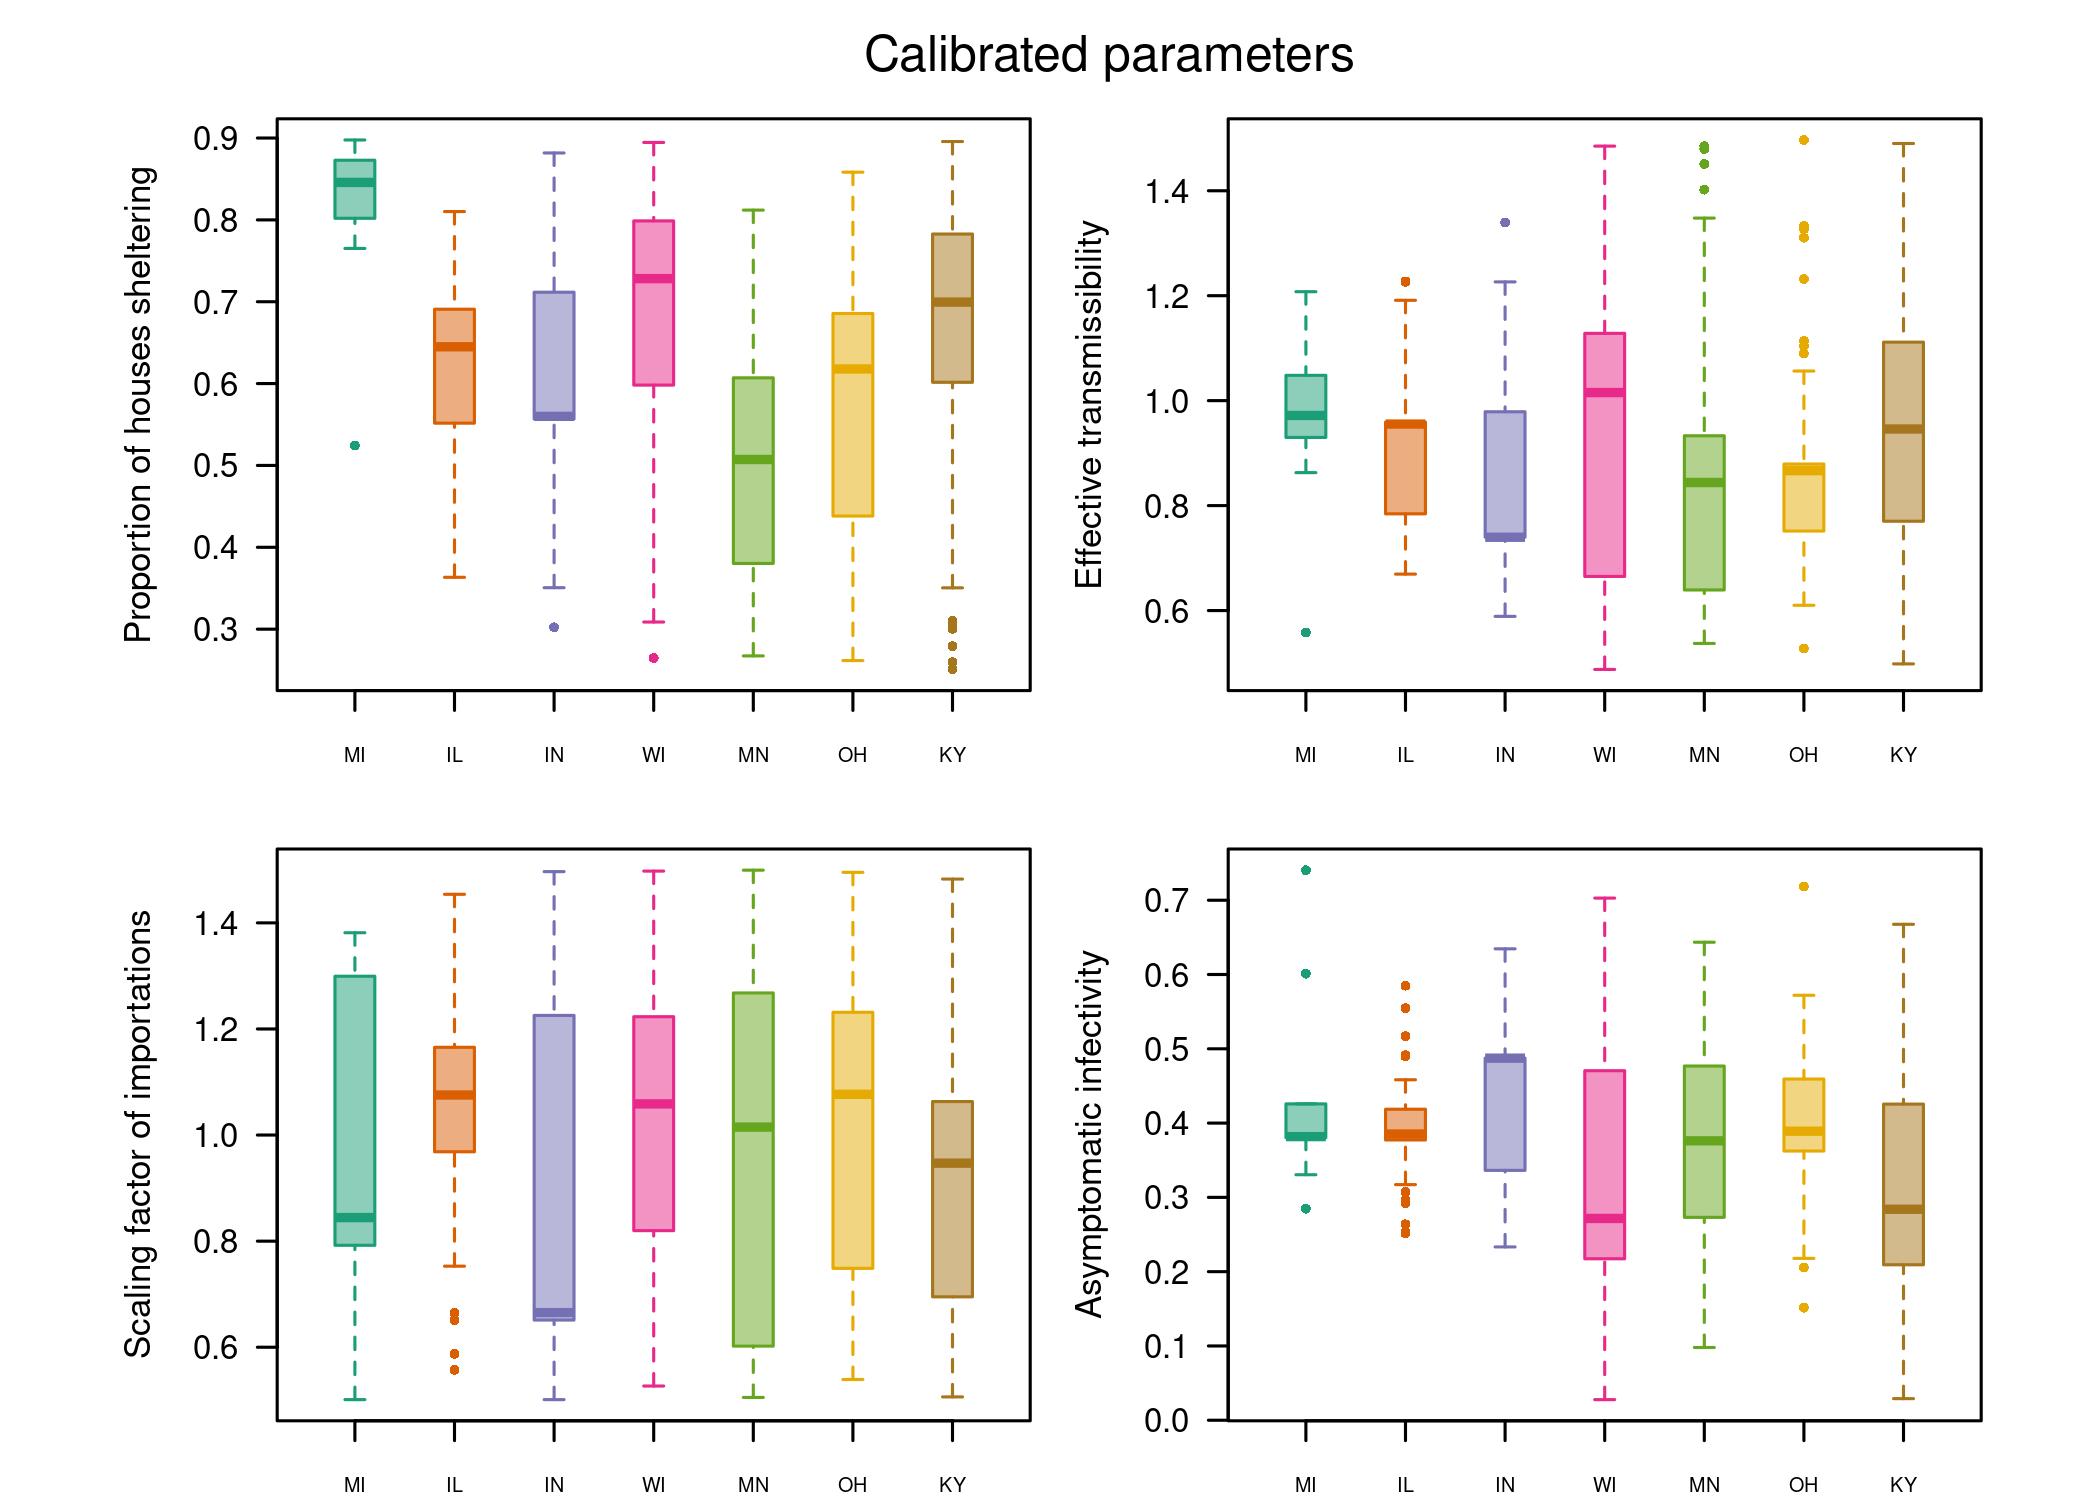 Calibrated parameters
Proportion of houses sheltering
0.9
0.8
0.7
0.6
0.5
0.4
0.3
MI IL IN WI MN OH KY
Effective transmissibility
1.4
1.2
1.0
0.8
0.6
MI IL IN WI MN OH KY
Scaling factor of importations
1.4
1.2
1.0
0.8
0.6
MI IL IN WI MN OH KY
Asymptomatic infectivity
0.7
0.6
0.5
0.4
0.3
0.2
0.1
0.0
MI IL IN WI MN OH KY